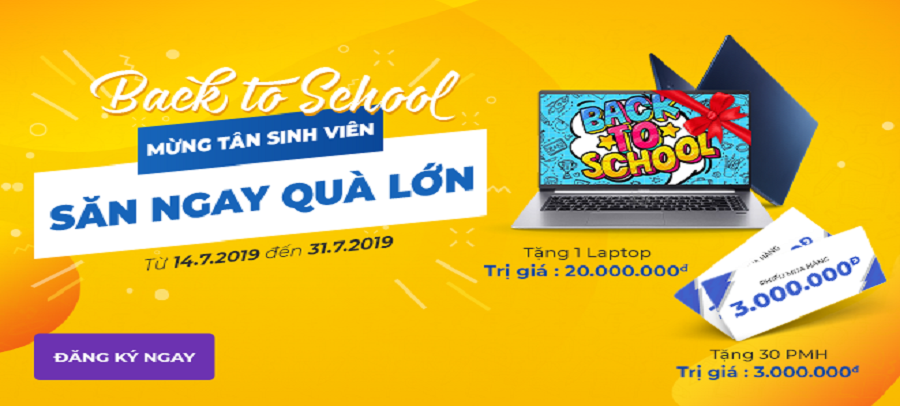 Back to School
MỪNG TÂN SINH VIÊN
SĂN NGAY QUÀ LỚN
Từ 14.7.2019 đến 31.7.2019
ĐĂNG KÝ NGAY
BACK
TO
SCHOOL
Tặng 1 Laptop
Trị giá : 20.000.000đ
HÀNG
PHIẾU MUA HÀNG
3.000.000Đ
Tặng 30 PMH
Trị giá : 3.000.000đ